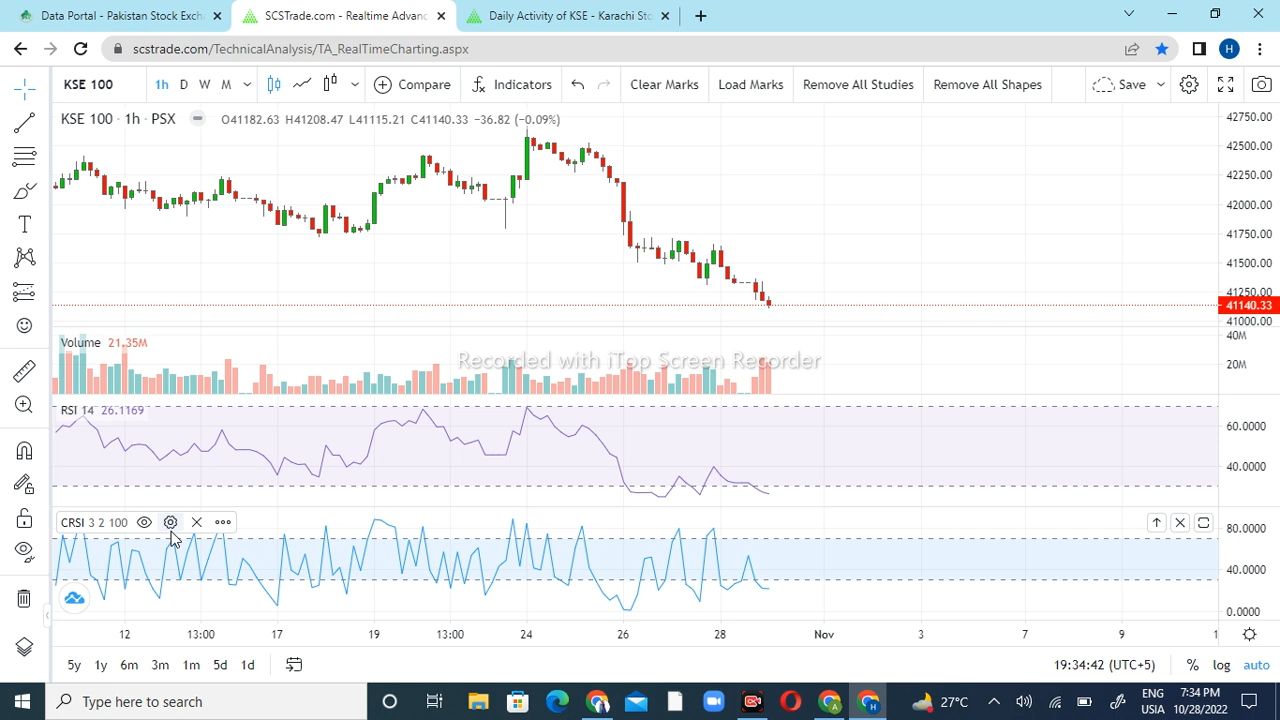 Data Portal - Pakistan Stock Exch
SCSTrade.com - Realtime Advanc
Daily Activity of KSE - Karachi Sto
scstrade.com/TechnicalAnalysis/TA_RealTimeCharting.aspx
H
KSE 100
1h
D
W
M
Compare
Indicators
Clear Marks
Load Marks
Remove All Studies
Remove All Shapes
Save
KSE 100 · 1h · PSX
O41182.63 H41208.47 L41115.21 C41140.33 −36.82 (−0.09%)
42750.00
42500.00
42250.00
42000.00
41750.00
41500.00
41250.00
41140.33
41000.00
Volume 21.35M
40M
20M
Recorded with iTop Screen Recorder
RSI 14 26.1169
60.0000
40.0000
CRSI 3 2 100
80.0000
40.0000
0.0000
12 13:00 17 19 13:00 24 26 28 Nov 3 7 9 1
5y 1y 6m 3m 1m 5d 1d
19:34:42 (UTC+5)
% log auto
Type here to search
A
H
27°C
ENG
USIA
7:34 PM
10/28/2022